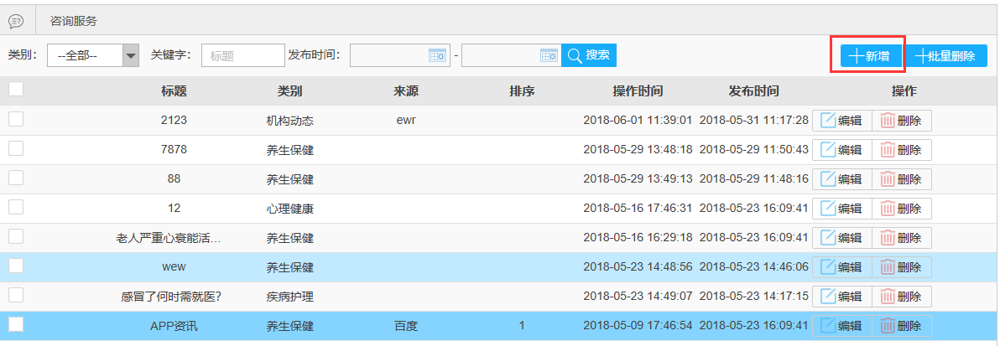 咨询服务
类别: --全部-- 关键字: 标题 发布时间: - 搜索 新增 批量删除
标题 类别 来源 排序 操作时间 发布时间 操作
2123 机构动态 ewr 2018-06-01 11:39:01 2018-05-31 11:17:28 编辑 删除
7878 养生保健 2018-05-29 13:48:18 2018-05-29 11:50:43 编辑 删除
88 养生保健 2018-05-29 13:49:13 2018-05-29 11:48:16 编辑 删除
12 心理健康 2018-05-16 17:46:31 2018-05-23 16:09:41 编辑 删除
老人严重心衰能活... 养生保健 2018-05-16 16:29:18 2018-05-23 16:09:41 编辑 删除
wew 养生保健 2018-05-23 14:48:56 2018-05-23 14:46:06 编辑 删除
感冒了何时需就医? 疾病护理 2018-05-23 14:49:07 2018-05-23 14:17:15 编辑 删除
APP资讯 养生保健 百度 1 2018-05-09 17:46:54 2018-05-23 16:09:41 编辑 删除